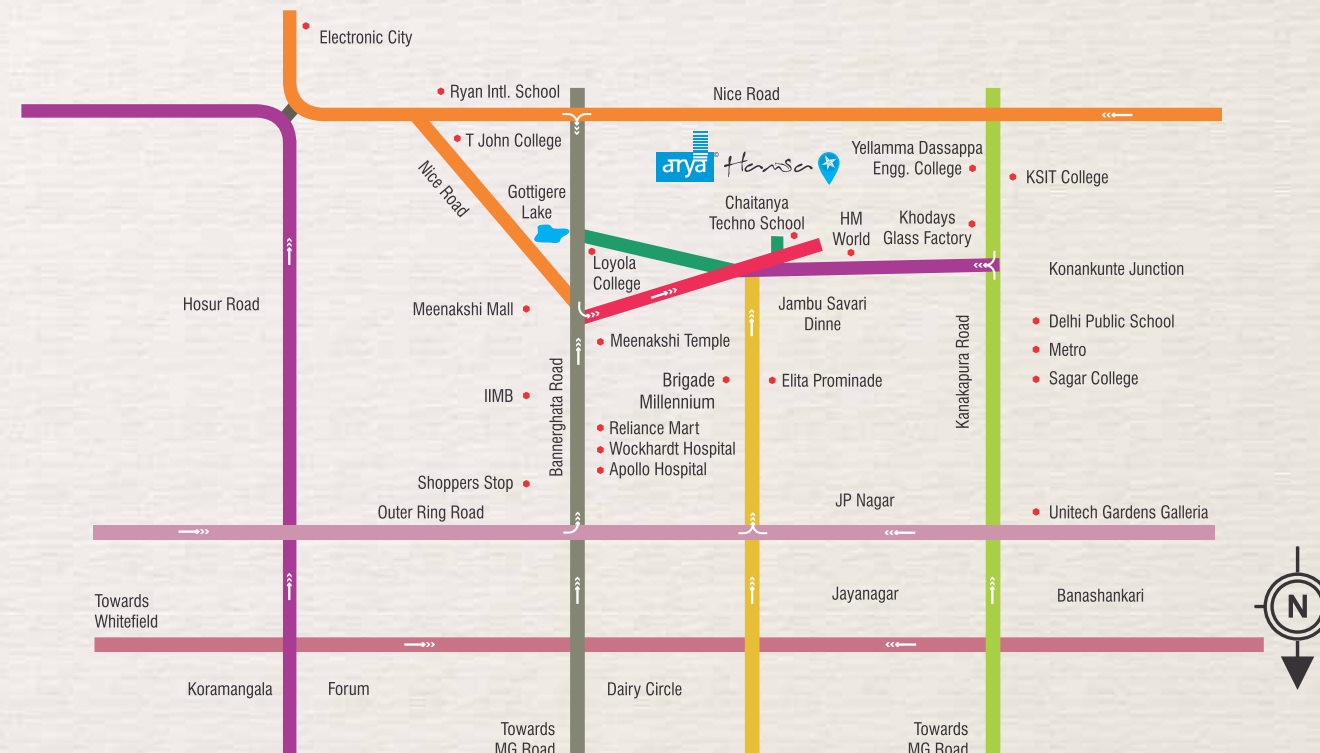 Electronic City
Ryan Intl. School
Nice Road
T John College
arya
©
Hamsa
Yellamma Dassappa
Engg. College
KSIT College
Nice Road
Gottigere
Lake
Chaitanya
Techno School
HM
World
Khodays
Glass Factory
Loyola
College
Konankunte Junction
Hosur Road
Meenakshi Mall
Jambu Savari
Dinne
Delhi Public School
Meenakshi Temple
Metro
Kanakapura Road
Brigade
Millennium
Elita Prominade
Sagar College
IIMB
Bannerghata Road
Reliance Mart
Wockhardt Hospital
Apollo Hospital
Shoppers Stop
Outer Ring Road
JP Nagar
Unitech Gardens Galleria
Towards
Whitefield
Jayanagar
Banashankari
N
Koramangala
Forum
Dairy Circle
Towards
MG Road
Towards
MG Road